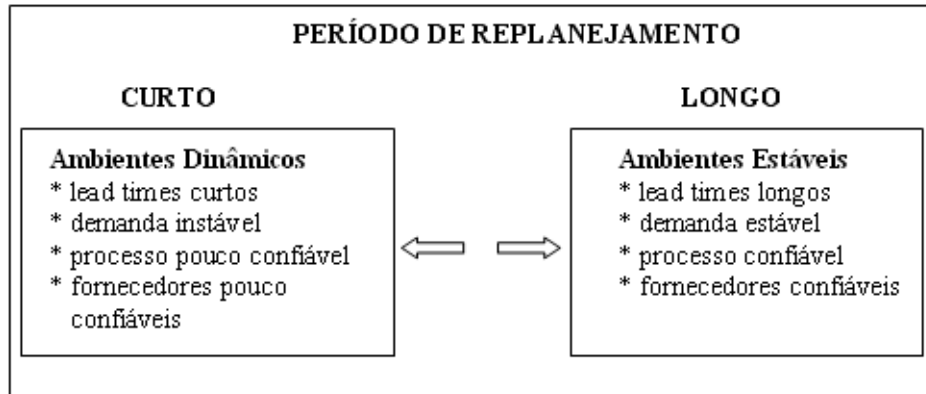 PERÍODO DE REPLANEJAMENTO
CURTO
LONGO
Ambientes Dinâmicos
* lead times curtos
* demanda instável
* processo pouco confiável
* fornecedores pouco
confiáveis
Ambientes Estáveis
* lead times longos
* demanda estável
* processo confiável
* fornecedores confiáveis